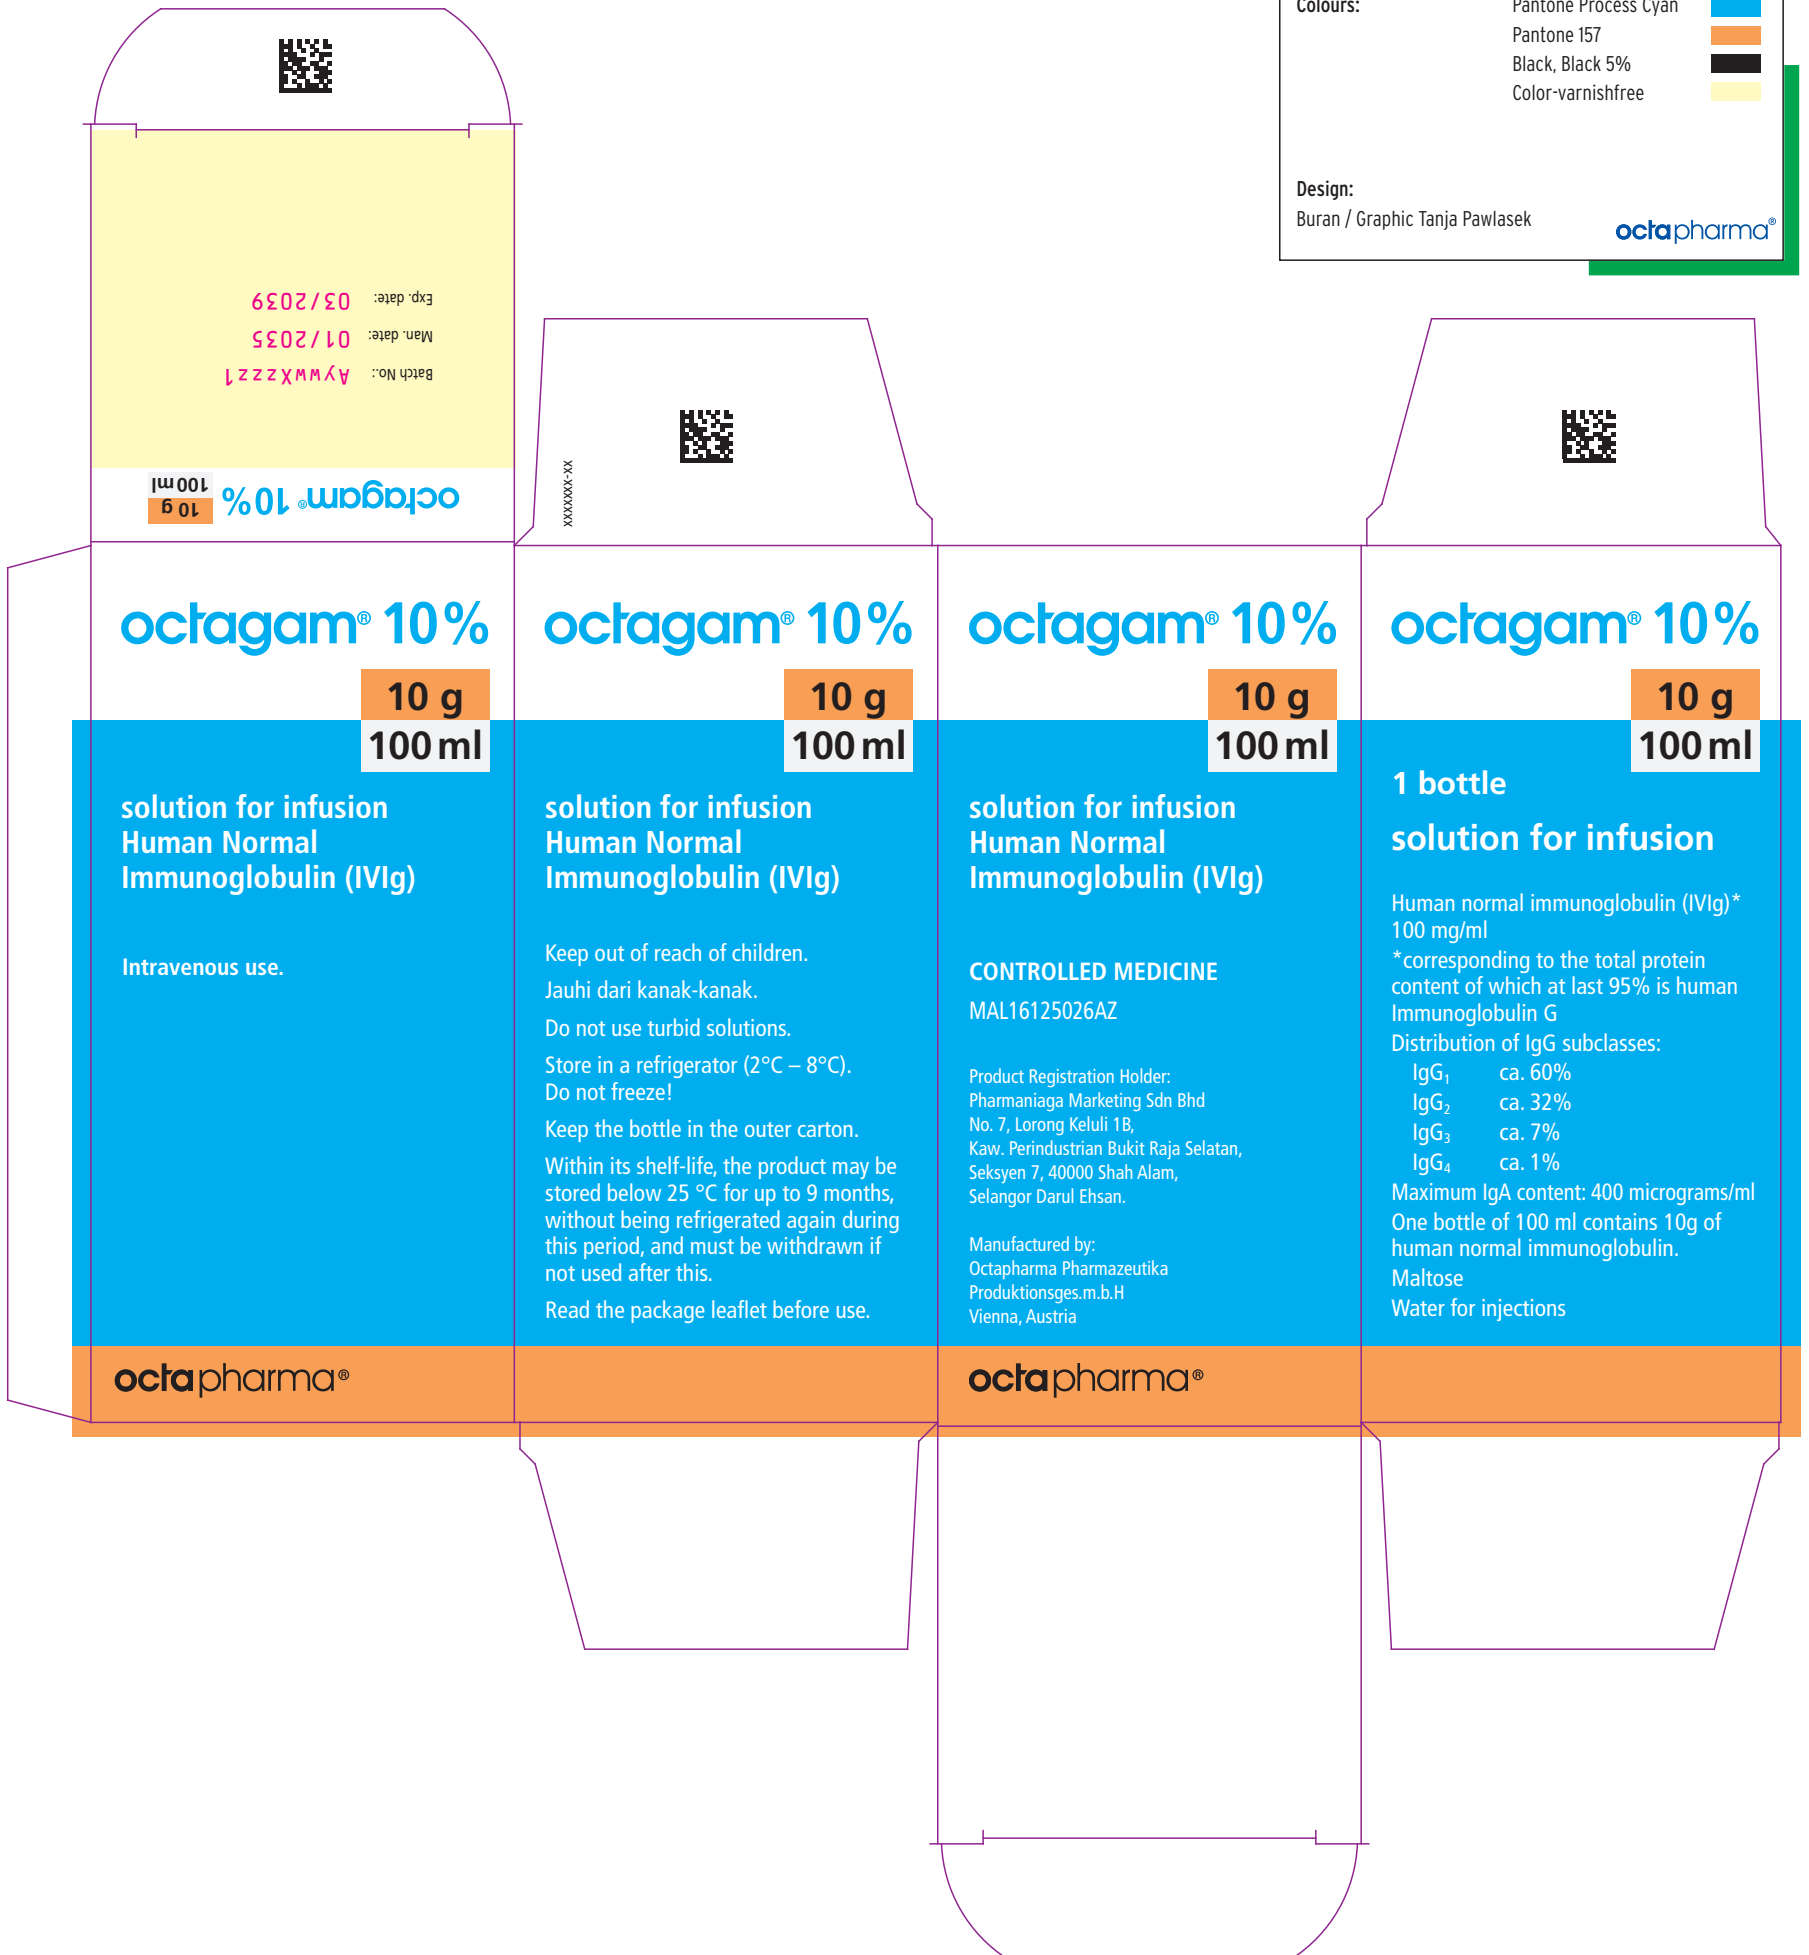 Colours:
Pantone Process Cyan
Pantone 157
Black, Black 5%
Color-varnishfree
Design:
Buran / Graphic Tanja Pawlasek
octapharma®
Exp. date: 03/2039
Man. date: 01/2035
Batch No.: AywwXzzz1
octagam® 10%
10 g
100 ml
XXXXXXX-XX
octagam® 10%
10 g
100 ml
solution for infusion
Human Normal
Immunoglobulin (IVIg)
Intravenous use.
octapharma®
octagam® 10%
10 g
100 ml
solution for infusion
Human Normal
Immunoglobulin (IVIg)
Keep out of reach of children.
Jauhi dari kanak-kanak.
Do not use turbid solutions.
Store in a refrigerator (2°C – 8°C).
Do not freeze!
Keep the bottle in the outer carton.
Within its shelf-life, the product may be
stored below 25 °C for up to 9 months,
without being refrigerated again during
this period, and must be withdrawn if
not used after this.
Read the package leaflet before use.
octagam® 10%
10 g
100 ml
solution for infusion
Human Normal
Immunoglobulin (IVIg)
CONTROLLED MEDICINE
MAL16125026AZ
Product Registration Holder:
Pharmaniaga Marketing Sdn Bhd
No. 7, Lorong Keluli 1B,
Kaw. Perindustrian Bukit Raja Selatan,
Seksyen 7, 40000 Shah Alam,
Selangor Darul Ehsan.
Manufactured by:
Octapharma Pharmazeutika
Produktionsges.m.b.H
Vienna, Austria
octapharma®
octagam® 10%
10 g
100 ml
1 bottle
solution for infusion
Human normal immunoglobulin (IVIg)*
100 mg/ml
*corresponding to the total protein
content of which at last 95% is human
Immunoglobulin G
Distribution of IgG subclasses:
IgG₁ ca. 60%
IgG₂ ca. 32%
IgG₃ ca. 7%
IgG₄ ca. 1%
Maximum IgA content: 400 micrograms/ml
One bottle of 100 ml contains 10g of
human normal immunoglobulin.
Maltose
Water for injections